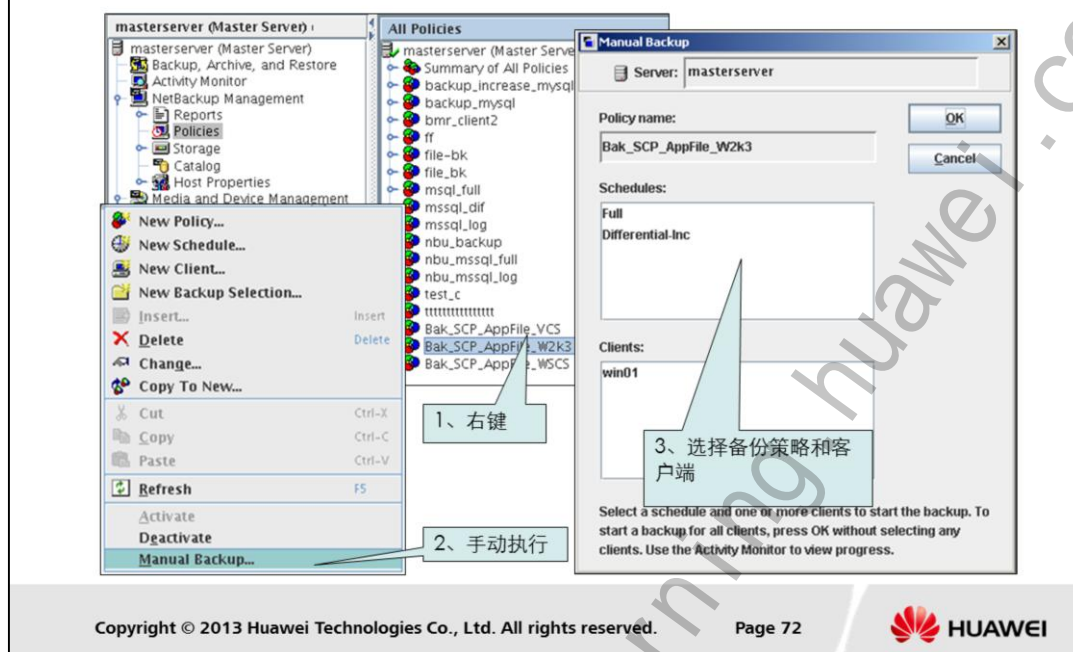 masterserver (Master Server)
masterserver (Master Server)
Backup, Archive, and Restore
Activity Monitor
NetBackup Management
Reports
Policies
Storage
Catalog
Host Properties
Media and Device Management
New Policy...
New Schedule...
New Client...
New Backup Selection...
Insert... Insert
Delete Delete
Change...
Copy To New...
Cut Ctrl-X
Copy Ctrl-C
Paste Ctrl-V
Refresh F5
Activate
Deactivate
Manual Backup...
All Policies
masterserver (Master Serve
Summary of All Policies
backup_increase_mysql
backup_mysql
bmr_client2
ff
file-bk
file_bk
msql_full
mssql_dif
mssql_log
nbu_backup
nbu_mssql_full
nbu_mssql_log
test_c
Bak_SCP_AppFile_VCS
Bak_SCP_AppFile_W2k3
Bak_SCP_AppFile_WSCS
1、右键
2、手动执行
Manual Backup
Server: masterserver
Policy name:
Bak_SCP_AppFile_W2k3
OK
Cancel
Schedules:
Full
Differential-Inc
Clients:
win01
3、选择备份策略和客
户端
Select a schedule and one or more clients to start the backup. To
start a backup for all clients, press OK without selecting any
clients. Use the Activity Monitor to view progress.
Copyright © 2013 Huawei Technologies Co., Ltd. All rights reserved.
Page 72
HUAWEI
rning.huawei.co